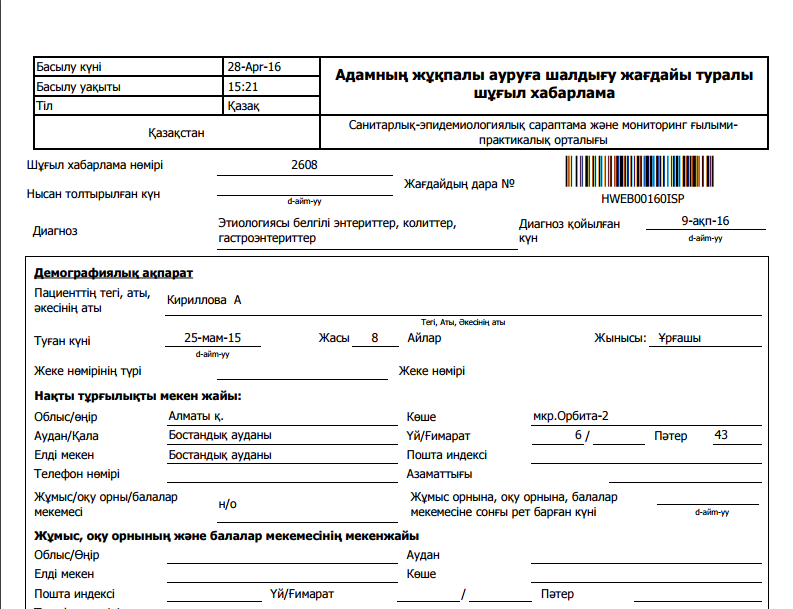 Басылу күні 28-Apr-16
Басылу уақыты 15:21
Тіл Қазақ
Адамның жұқпалы ауруға шалдығу жағдайы туралы
шұғыл хабарлама
Қазақстан
Санитарлық-эпидемиологиялық сараптама және мониторинг ғылыми-
практикалық орталығы
Шұғыл хабарлама нөмірі 2608
Жағдайдың дара №
HWEB00160ISP
Нысан толтырылған күн
d-айm-уу
Диагноз
Этиологиясы белгілі энтериттер, колиттер,
гастроэнтериттер
Диагноз қойылған
күн
9-ақп-16
d-айm-уу
Демографиялық ақпарат
Пациенттің тегі, аты,
әкесінің аты
Кириллова А
Тегі, Аты, Әкесінің аты
Туған күні 25-мам-15 Жасы 8 Айлар Жынысы: Ұрғашы
d-айm-уу
Жеке нөмірінің түрі Жеке нөмірі
Нақты тұрғылықты мекен жайы:
Облыс/өңір Алматы қ. Көше мкр.Орбита-2
Аудан/Қала Бостандық ауданы Үй/Ғимарат 6 / Пәтер 43
Елді мекен Бостандық ауданы Пошта индексі
Телефон нөмірі Азаматтығы
Жұмыс/оқу орны/балалар
мекемесі
н/о
Жұмыс орнына, оқу орнына, балалар
мекемесіне соңғы рет барған күні
d-айm-уу
Жұмыс, оқу орнының және балалар мекемесінің мекенжайы
Облыс/Өңір Аудан
Елді мекен Көше
Пошта индексі Үй/Ғимарат / Пәтер